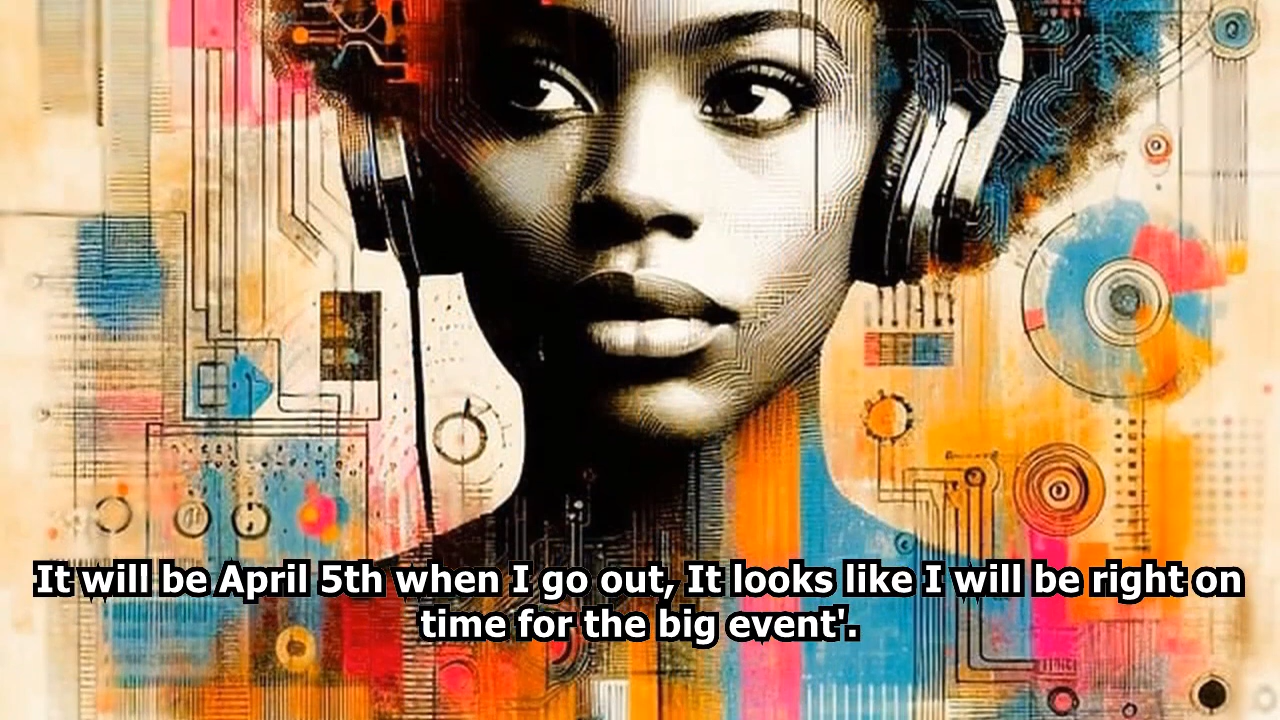 It will be April 5th when I go out, It looks like I will be right on
time for the big event'.